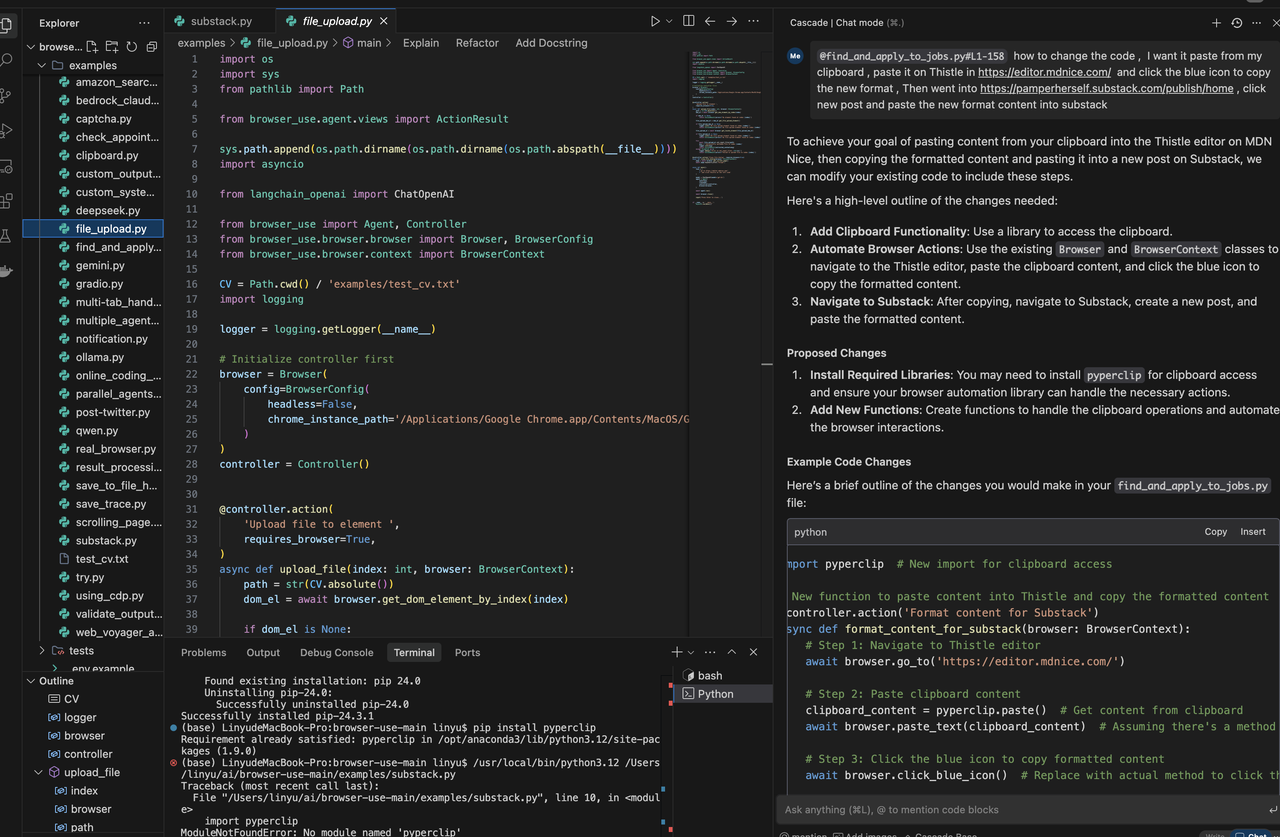 Explorer
browse...
examples
amazon_searc...
bedrock_claud...
captcha.py
check_appoint...
clipboard.py
custom_output...
custom_syste...
deepseek.py
file_upload.py
find_and_apply...
gemini.py
gradio.py
multi-tab_hand...
multiple_agent...
notification.py
ollama.py
online_coding_...
parallel_agents...
post-twitter.py
qwen.py
real_browser.py
result_processi...
save_to_file_h...
save_trace.py
scrolling_page....
substack.py
test_cv.txt
try.py
using_cdp.py
validate_output...
web_voyager_a...
tests
.env.example
Outline
CV
logger
browser
controller
upload_file
index
browser
path
substack.py
file_upload.py
examples > file_upload.py > main > Explain Refactor Add Docstring
1 import os
2 import sys
3 from pathlib import Path
4
5 from browser_use.agent.views import ActionResult
6
7 sys.path.append(os.path.dirname(os.path.dirname(os.path.abspath(__file__))))
8 import asyncio
9
10 from langchain_openai import ChatOpenAI
11
12 from browser_use import Agent, Controller
13 from browser_use.browser.browser import Browser, BrowserConfig
14 from browser_use.browser.context import BrowserContext
15
16 CV = Path.cwd() / 'examples/test_cv.txt'
17 import logging
18
19 logger = logging.getLogger(__name__)
20
21 # Initialize controller first
22 browser = Browser(
23 config=BrowserConfig(
24 headless=False,
25 chrome_instance_path='/Applications/Google Chrome.app/Contents/MacOS/G
26 )
27 )
28 controller = Controller()
29
30
31 @controller.action(
32 'Upload file to element ',
33 requires_browser=True,
34 )
35 async def upload_file(index: int, browser: BrowserContext):
36 path = str(CV.absolute())
37 dom_el = await browser.get_dom_element_by_index(index)
38
39 if dom_el is None:
Problems Output Debug Console Terminal Ports
bash
Python
Found existing installation: pip 24.0
Uninstalling pip-24.0:
Successfully uninstalled pip-24.0
Successfully installed pip-24.3.1
(base) LinyudeMacBook-Pro:browser-use-main linyu$ pip install pyperclip
Requirement already satisfied: pyperclip in /opt/anaconda3/lib/python3.12/site-pac
kages (1.9.0)
(base) LinyudeMacBook-Pro:browser-use-main linyu$ /usr/local/bin/python3.12 /Users
/linyu/ai/browser-use-main/examples/substack.py
Traceback (most recent call last):
File "/Users/linyu/ai/browser-use-main/examples/substack.py", line 10, in <modul
e>
import pyperclip
ModuleNotFoundError: No module named 'pyperclip'
Cascade | Chat mode (⌘.)
Me
@find_and_apply_to_jobs.py#L1-158 how to change the code , I want it paste from my
clipboard , paste it on Thistle in https://editor.mdnice.com/ and click the blue icon to copy
the new format , Then went into https://pamperherself.substack.com/publish/home , click
new post and paste the new format content into substack
To achieve your goal of pasting content from your clipboard into the Thistle editor on MDN
Nice, then copying the formatted content and pasting it into a new post on Substack, we
can modify your existing code to include these steps.
Here's a high-level outline of the changes needed:
1. Add Clipboard Functionality: Use a library to access the clipboard.
2. Automate Browser Actions: Use the existing Browser and BrowserContext classes to
navigate to the Thistle editor, paste the clipboard content, and click the blue icon to
copy the formatted content.
3. Navigate to Substack: After copying, navigate to Substack, create a new post, and
paste the formatted content.
Proposed Changes
1. Install Required Libraries: You may need to install pyperclip for clipboard access
and ensure your browser automation library can handle the necessary actions.
2. Add New Functions: Create functions to handle the clipboard operations and automate
the browser interactions.
Example Code Changes
Here's a brief outline of the changes you would make in your find_and_apply_to_jobs.py
file:
python Copy Insert
mport pyperclip # New import for clipboard access
New function to paste content into Thistle and copy the formatted content
controller.action('Format content for Substack')
sync def format_content_for_substack(browser: BrowserContext):
# Step 1: Navigate to Thistle editor
await browser.go_to('https://editor.mdnice.com/')
# Step 2: Paste clipboard content
clipboard_content = pyperclip.paste() # Get content from clipboard
await browser.paste_text(clipboard_content) # Assuming there's a method
# Step 3: Click the blue icon to copy formatted content
await browser.click_blue_icon() # Replace with actual method to click th
Ask anything (⌘L), @ to mention code blocks
mention Add images Cascade Base Write Chat